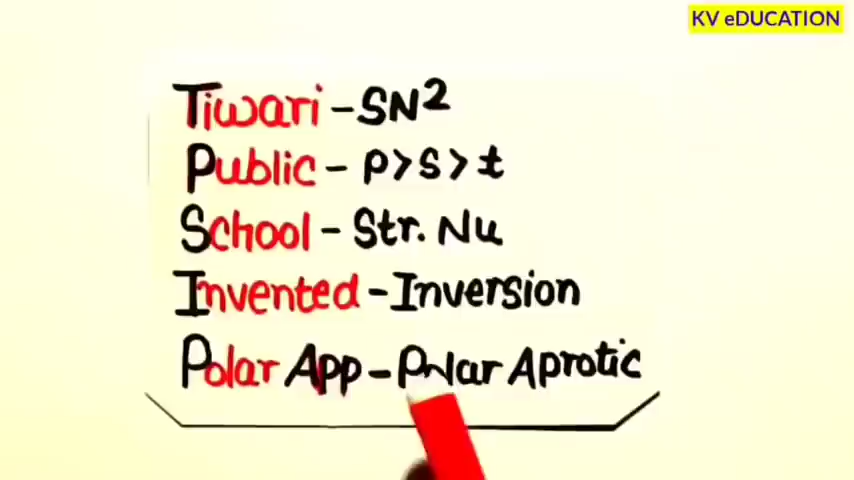 KV eDUCATION
Tiwari - SN2
Public - p > s > t
School - Str. Nu
Invented - Inversion
Polar App - Polar Aprotic